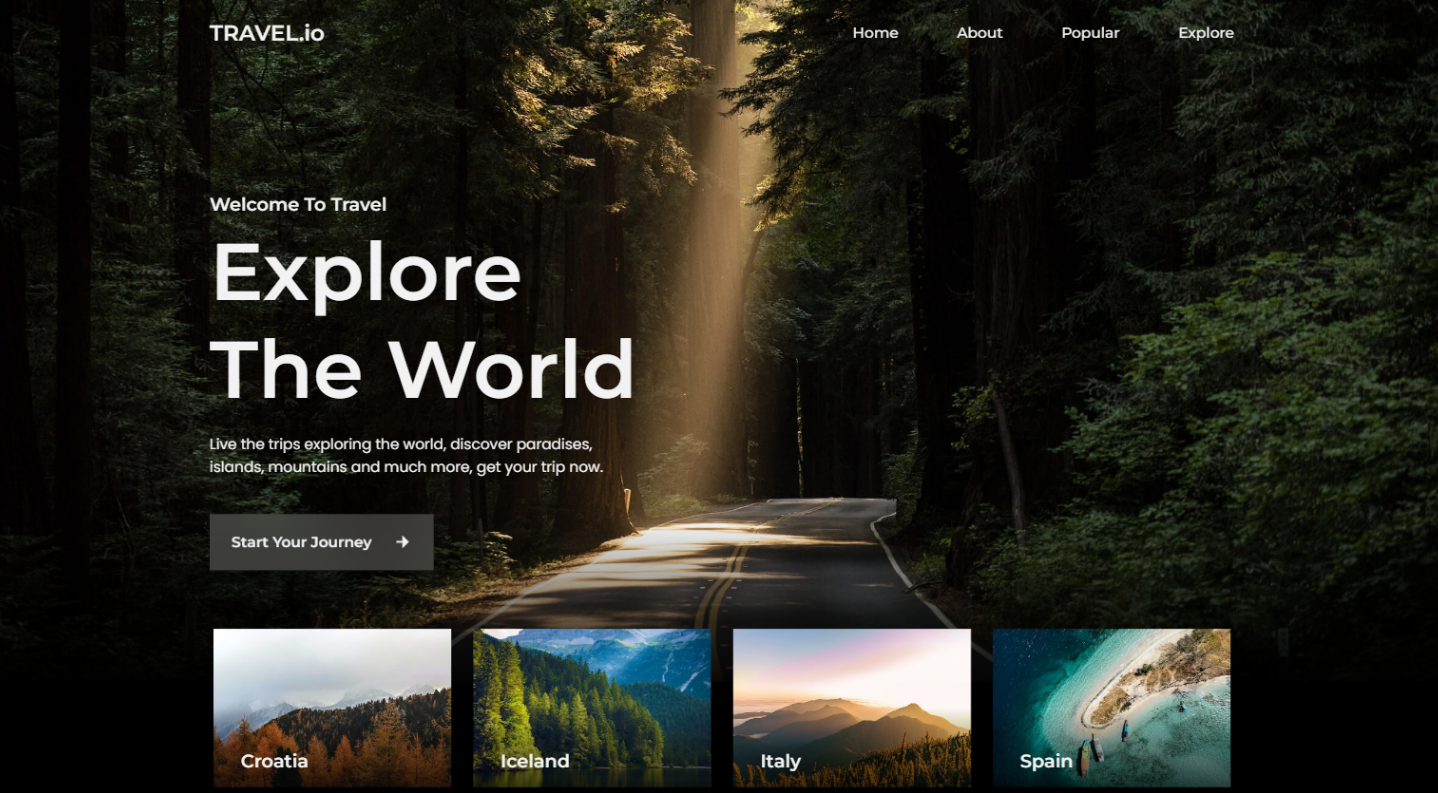 TRAVEL.io
Home
About
Popular
Explore
Welcome To Travel
Explore
The World
Live the trips exploring the world, discover paradises,
islands, mountains and much more, get your trip now.
Start Your Journey
Croatia
Iceland
Italy
Spain